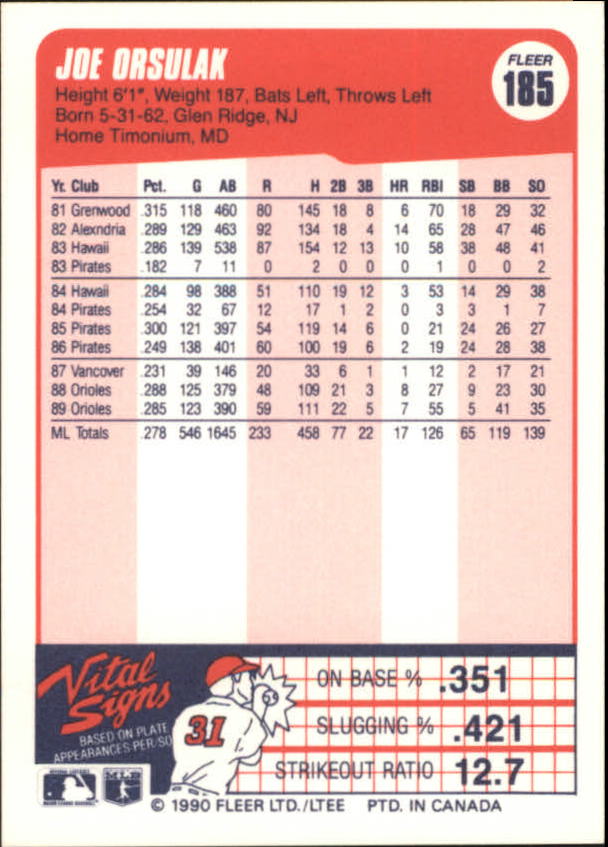 JOE ORSULAK
Height 6'1", Weight 187, Bats Left, Throws Left
Born 5-31-62, Glen Ridge, NJ
Home Timonium, MD
FLEER
185
Yr. Club Pct. G AB R H 2B 3B HR RBI SB BB SO
81 Grenwood .315 118 460 80 145 18 8 6 70 18 29 32
82 Alexndria .289 129 463 92 134 18 4 14 65 28 47 46
83 Hawaii .286 139 538 87 154 12 13 10 58 38 48 41
83 Pirates .182 7 11 0 2 0 0 0 1 0 0 2
84 Hawaii .284 98 388 51 110 19 12 3 53 14 29 38
84 Pirates .254 32 67 12 17 1 2 0 3 3 1 7
85 Pirates .300 121 397 54 119 14 6 0 21 24 26 27
86 Pirates .249 138 401 60 100 19 6 2 19 24 28 38
87 Vancover .231 39 146 20 33 6 1 1 12 2 17 21
88 Orioles .288 125 379 48 109 21 3 8 27 9 23 30
89 Orioles .285 123 390 59 111 22 5 7 55 5 41 35
ML Totals .278 546 1645 233 458 77 22 17 126 65 119 139
Vital
Signs
BASED ON PLATE
APPEARANCES PER/SO
31
ON BASE % .351
SLUGGING % .421
STRIKEOUT RATIO 12.7
© 1990 FLEER LTD./LTEE PTD. IN CANADA